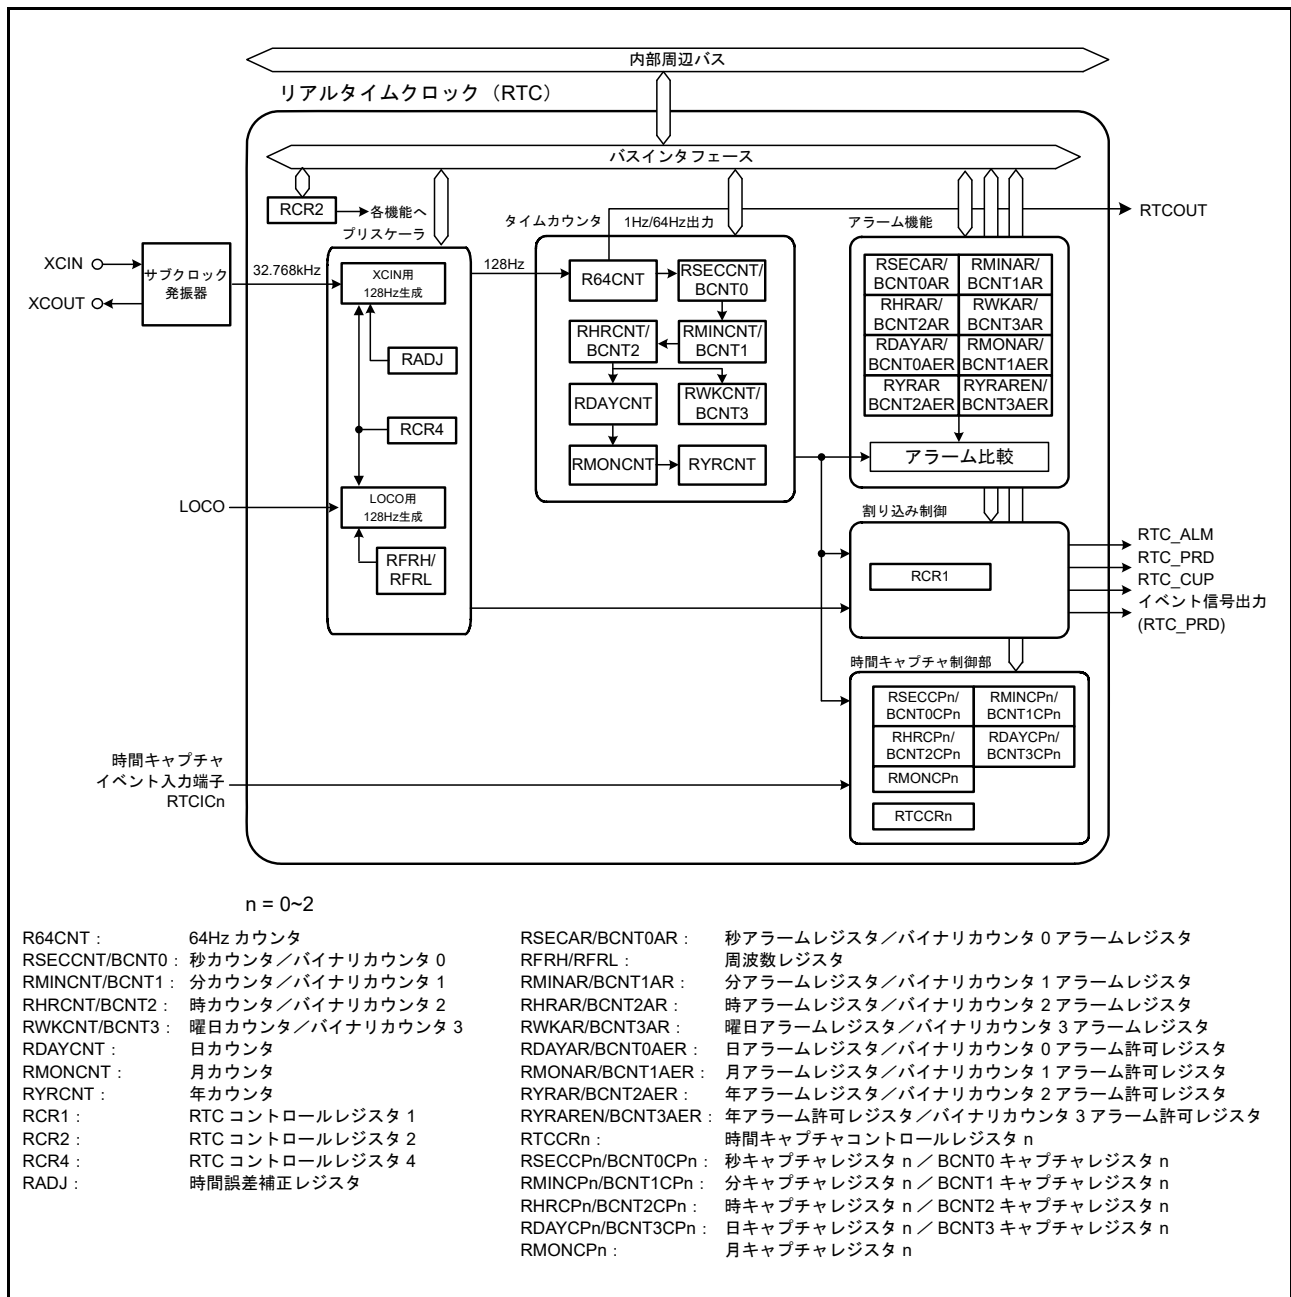 内部周辺バス
リアルタイムクロック（RTC）
バスインタフェース
RCR2
各機能へ
プリスケーラ
タイムカウンタ
1Hz/64Hz出力
アラーム機能
RTCOUT
XCIN
XCOUT
サブクロック
発振器
32.768kHz
XCIN用
128Hz生成
RADJ
RCR4
LOCO
LOCO用
128Hz生成
RFRH/
RFRL
128Hz
R64CNT
RSECCNT/
BCNT0
RHRCNT/
BCNT2
RMINCNT/
BCNT1
RDAYCNT
RWKCNT/
BCNT3
RMONCNT
RYRCNT
RSECAR/
BCNT0AR
RMINAR/
BCNT1AR
RHRAR/
BCNT2AR
RWKAR/
BCNT3AR
RDAYAR/
BCNT0AER
RMONAR/
BCNT1AER
RYRAR
BCNT2AER
RYRAREN/
BCNT3AER
アラーム比較
割り込み制御
RCR1
RTC_ALM
RTC_PRD
RTC_CUP
イベント信号出力
(RTC_PRD)
時間キャプチャ制御部
RSECCPn/
BCNT0CPn
RMINCPn/
BCNT1CPn
RHRCPn/
BCNT2CPn
RDAYCPn/
BCNT3CPn
RMONCPn
RTCCRn
時間キャプチャ
イベント入力端子
RTCICn
n = 0~2
R64CNT： 64Hz カウンタ
RSECCNT/BCNT0： 秒カウンタ／バイナリカウンタ 0
RMINCNT/BCNT1： 分カウンタ／バイナリカウンタ 1
RHRCNT/BCNT2： 時カウンタ／バイナリカウンタ 2
RWKCNT/BCNT3： 曜日カウンタ／バイナリカウンタ 3
RDAYCNT： 日カウンタ
RMONCNT： 月カウンタ
RYRCNT： 年カウンタ
RCR1： RTC コントロールレジスタ 1
RCR2： RTC コントロールレジスタ 2
RCR4： RTC コントロールレジスタ 4
RADJ： 時間誤差補正レジスタ
RSECAR/BCNT0AR： 秒アラームレジスタ／バイナリカウンタ 0 アラームレジスタ
RFRH/RFRL： 周波数レジスタ
RMINAR/BCNT1AR： 分アラームレジスタ／バイナリカウンタ 1 アラームレジスタ
RHRAR/BCNT2AR： 時アラームレジスタ／バイナリカウンタ 2 アラームレジスタ
RWKAR/BCNT3AR： 曜日アラームレジスタ／バイナリカウンタ 3 アラームレジスタ
RDAYAR/BCNT0AER： 日アラームレジスタ／バイナリカウンタ 0 アラーム許可レジスタ
RMONAR/BCNT1AER： 月アラームレジスタ／バイナリカウンタ 1 アラーム許可レジスタ
RYRAR/BCNT2AER： 年アラームレジスタ／バイナリカウンタ 2 アラーム許可レジスタ
RYRAREN/BCNT3AER： 年アラーム許可レジスタ／バイナリカウンタ 3 アラーム許可レジスタ
RTCCRn： 時間キャプチャコントロールレジスタ n
RSECCPn/BCNT0CPn： 秒キャプチャレジスタ n ／ BCNT0 キャプチャレジスタ n
RMINCPn/BCNT1CPn： 分キャプチャレジスタ n ／ BCNT1 キャプチャレジスタ n
RHRCPn/BCNT2CPn： 時キャプチャレジスタ n ／ BCNT2 キャプチャレジスタ n
RDAYCPn/BCNT3CPn： 日キャプチャレジスタ n ／ BCNT3 キャプチャレジスタ n
RMONCPn： 月キャプチャレジスタ n